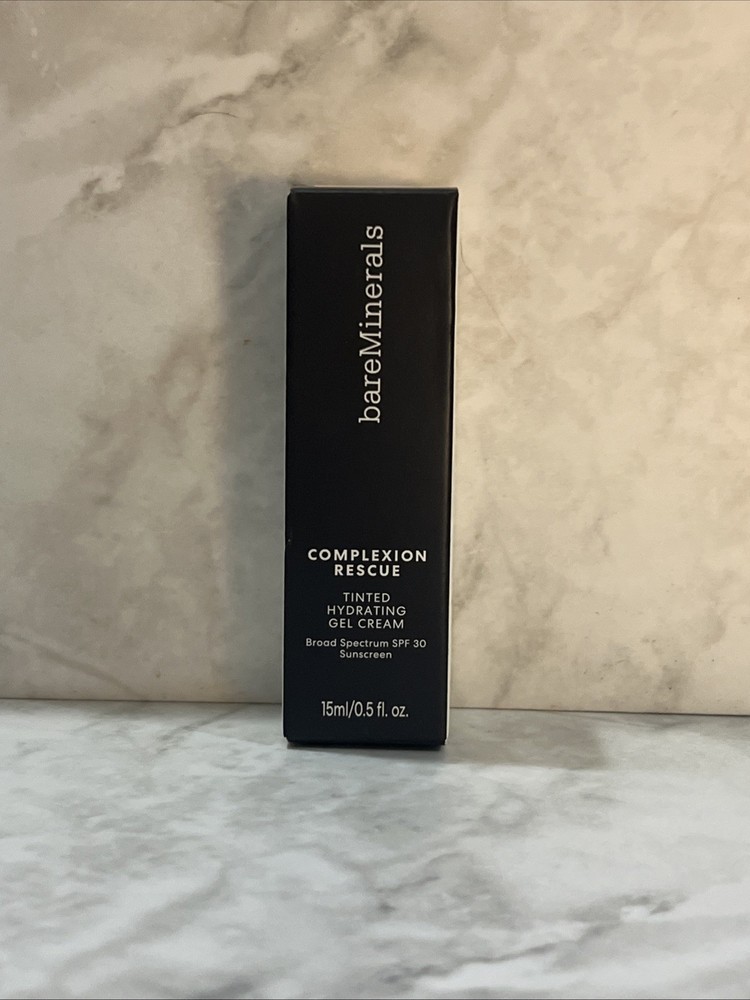 bareMinerals
COMPLEXION
RESCUE
TINTED
HYDRATING
GEL CREAM
Broad Spectrum SPF 30
Sunscreen
15ml/0.5 fl. oz.